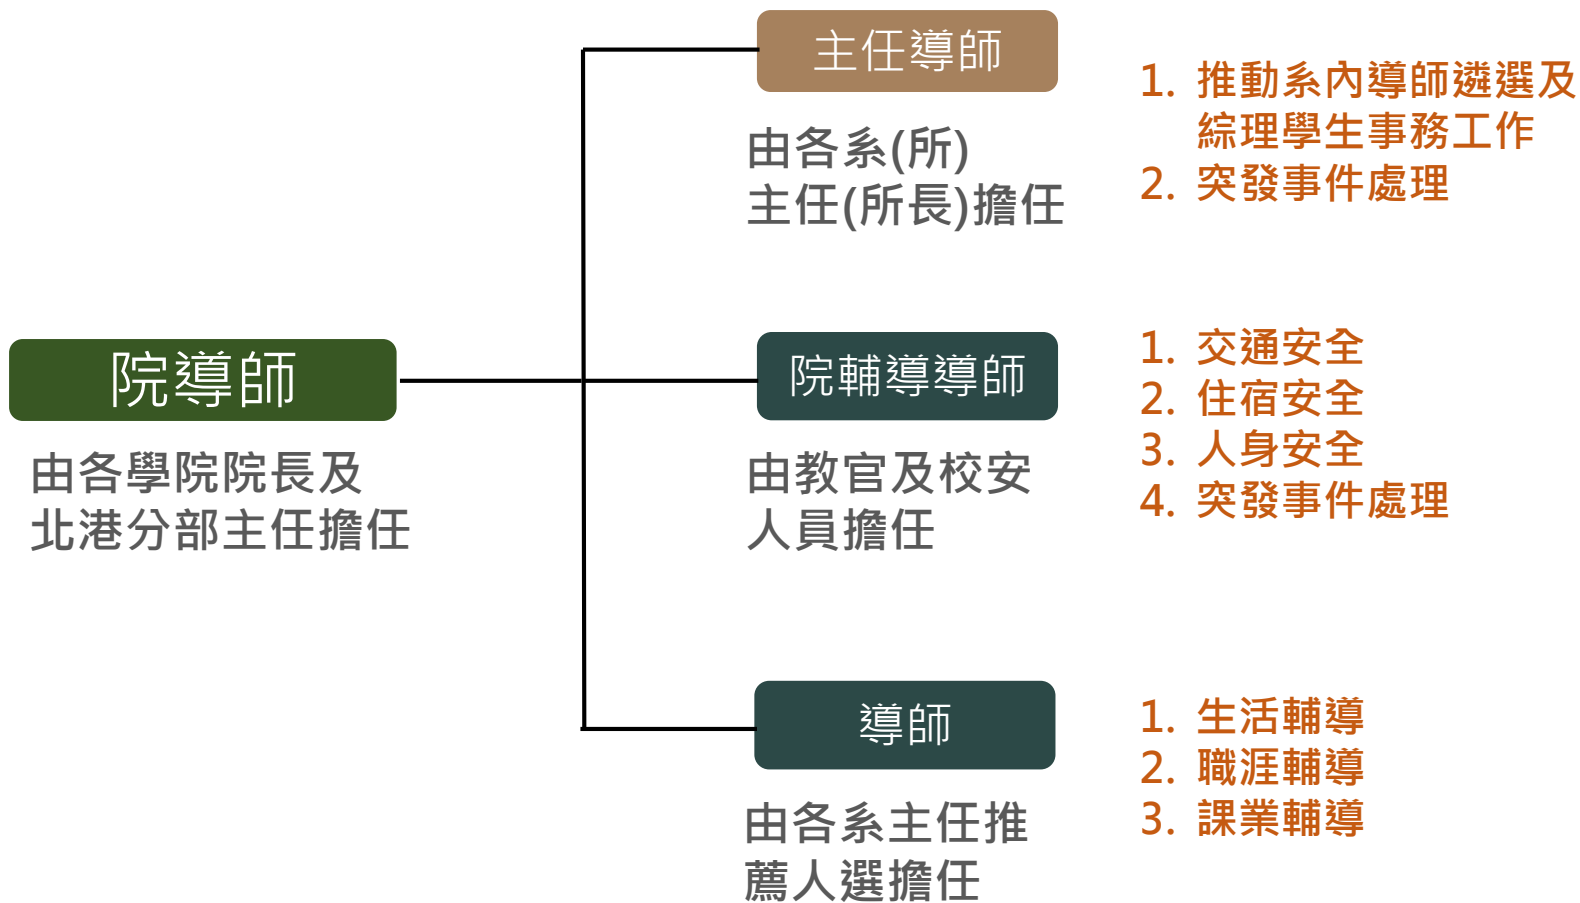 院導師
由各學院院長及
北港分部主任擔任
主任導師
由各系(所)
主任(所長)擔任
1. 推動系內導師遴選及
綜理學生事務工作
2. 突發事件處理
院輔導導師
由教官及校安
人員擔任
1. 交通安全
2. 住宿安全
3. 人身安全
4. 突發事件處理
導師
由各系主任推
薦人選擔任
1. 生活輔導
2. 職涯輔導
3. 課業輔導